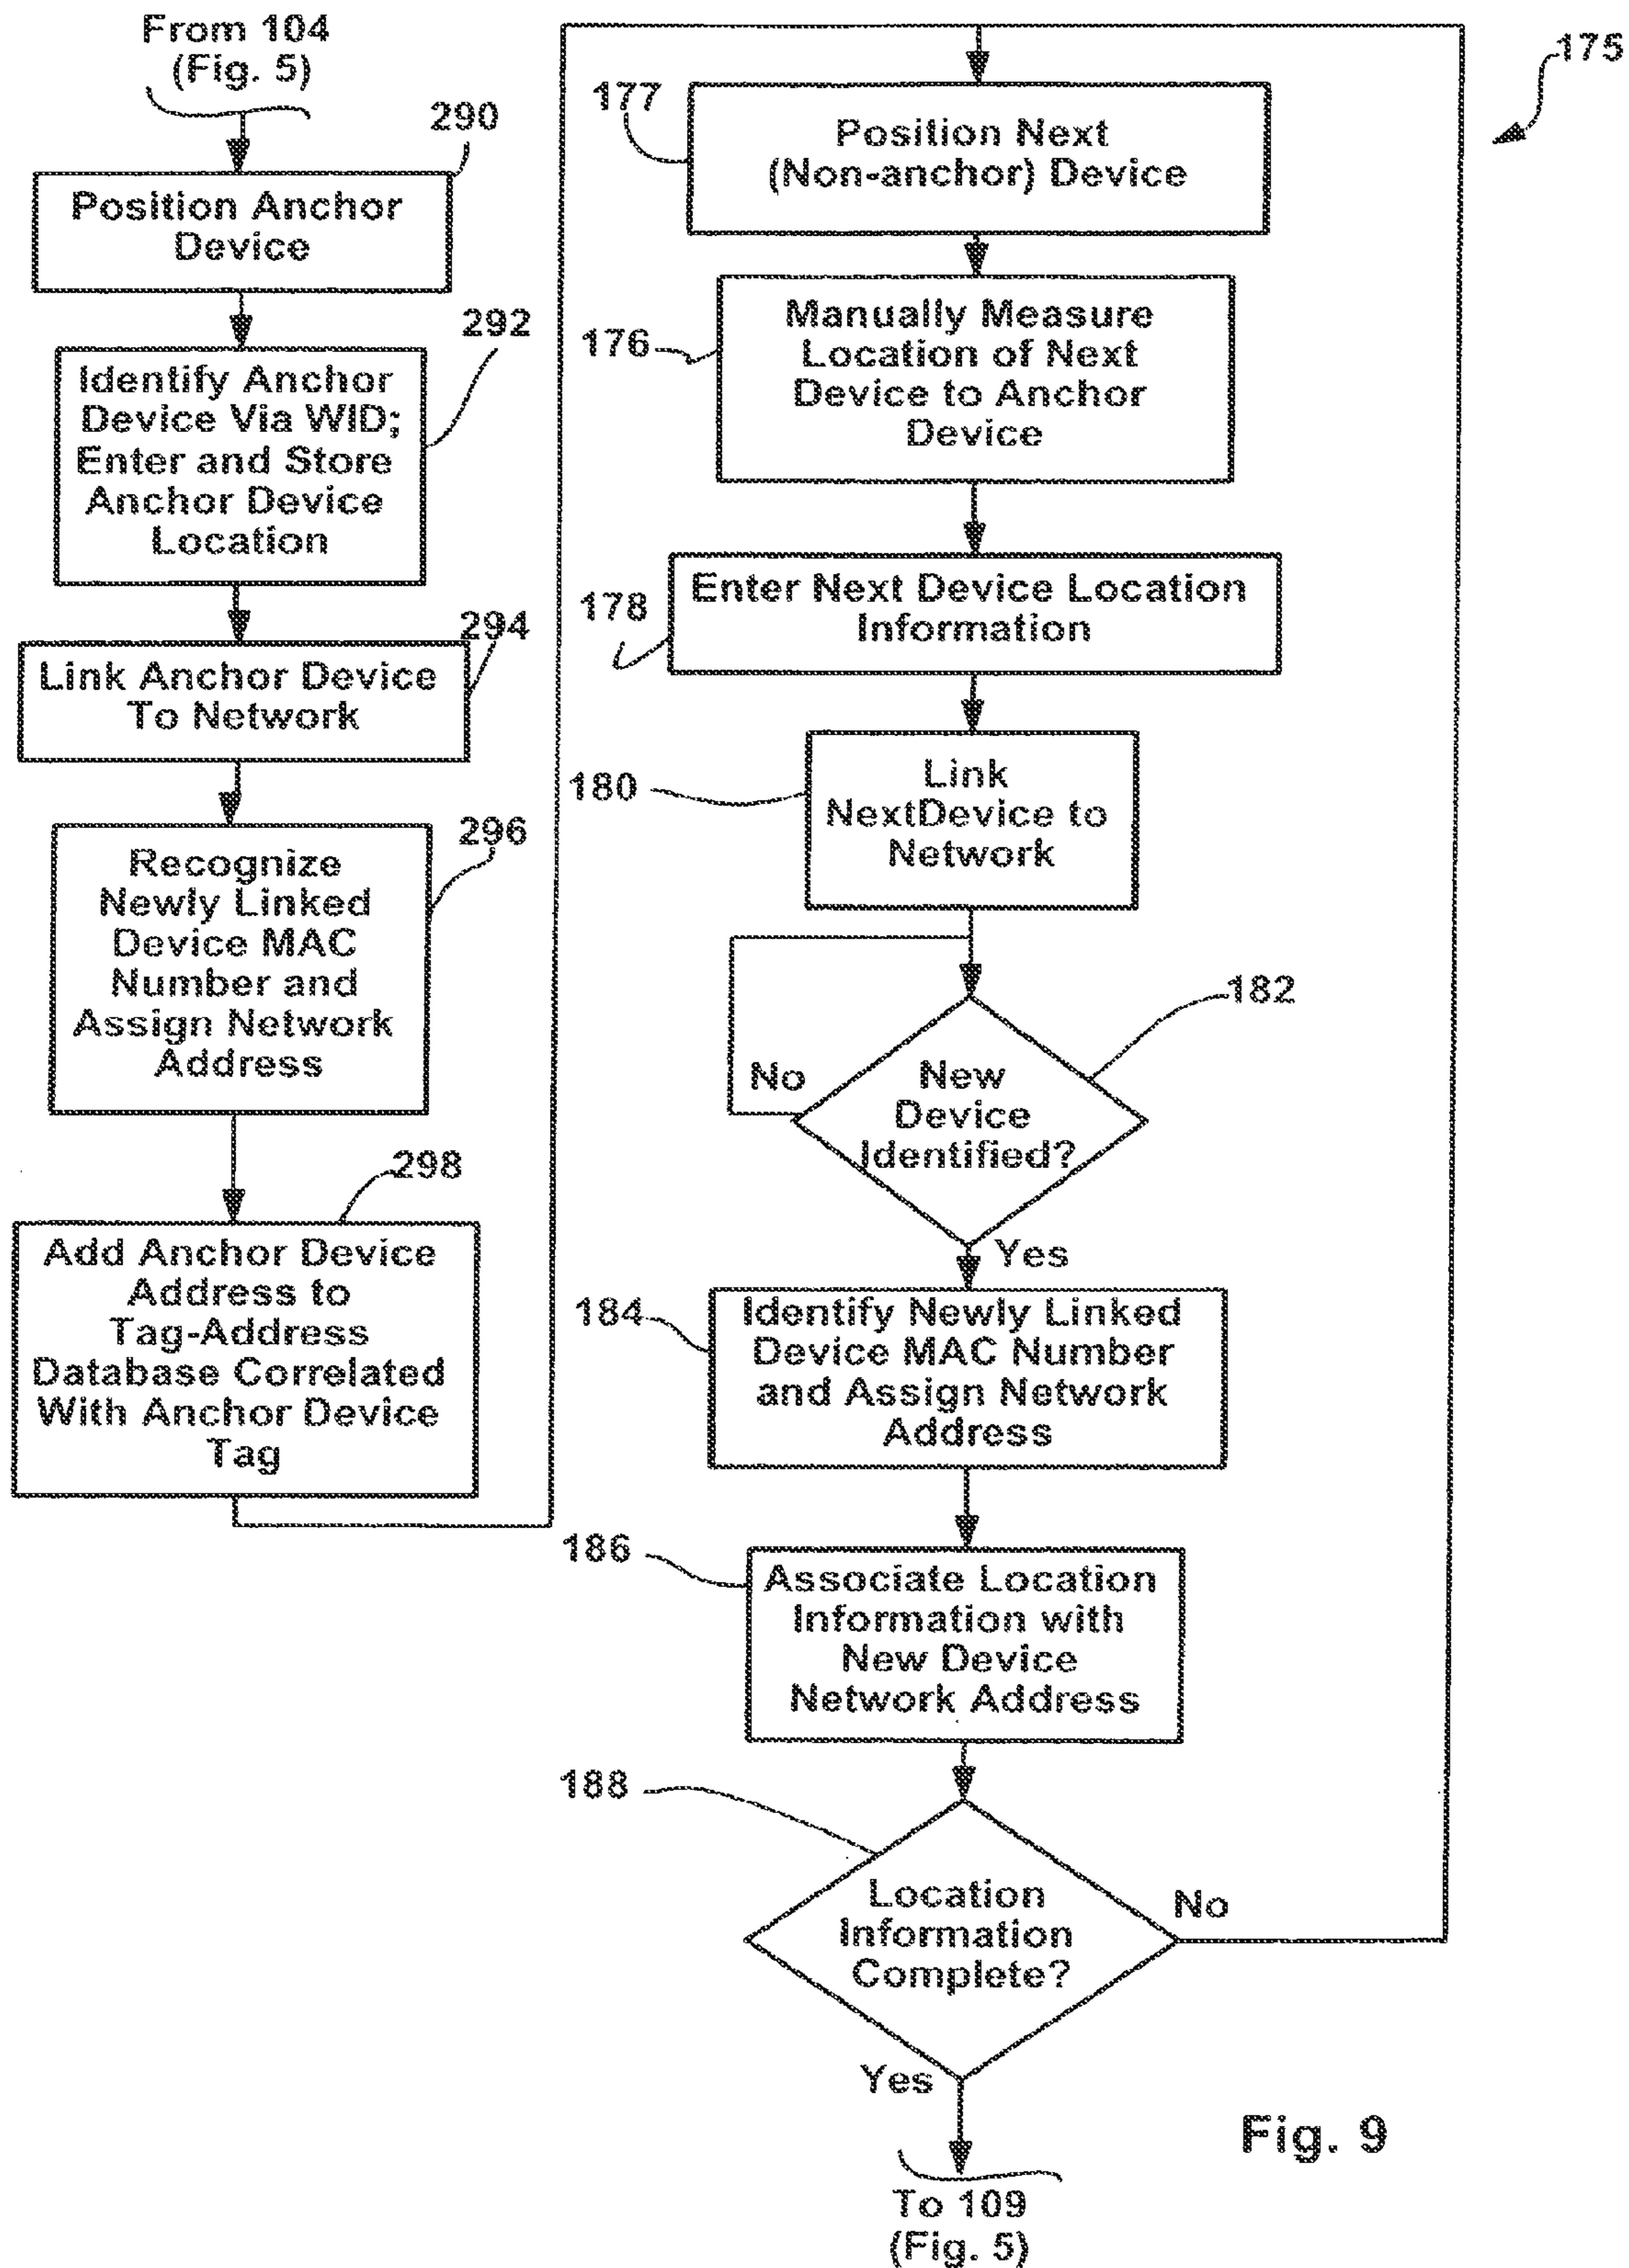 From 104
(Fig. 5)
290
Position Anchor
Device
292
Identify Anchor
Device Via WID;
Enter and Store
Anchor Device
Location
294
Link Anchor Device
To Network
296
Recognize
Newly Linked
Device MAC
Number and
Assign Network
Address
298
Add Anchor Device
Address to
Tag-Address
Database Correlated
With Anchor Device
Tag
175
177
Position Next
(Non-anchor) Device
176
Manually Measure
Location of Next
Device to Anchor
Device
178
Enter Next Device Location
Information
180
Link
NextDevice to
Network
182
No
New
Device
Identified?
Yes
184
Identify Newly Linked
Device MAC Number
and Assign Network
Address
186
Associate Location
Information with
New Device
Network Address
188
Location
Information
Complete?
No
Yes
To 109
(Fig. 5)
Fig. 9